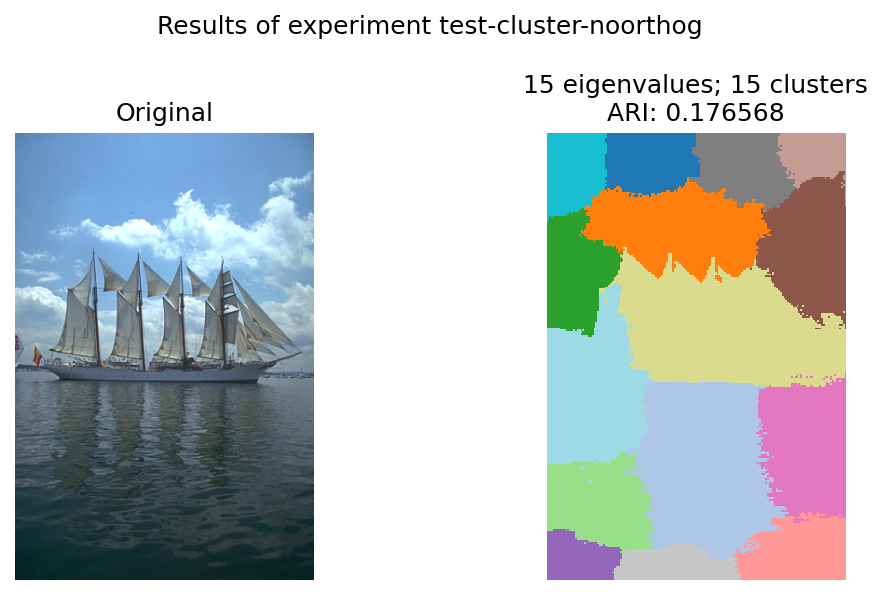 Results of experiment test-cluster-noorthog
Original
15 eigenvalues; 15 clusters
ARI: 0.176568